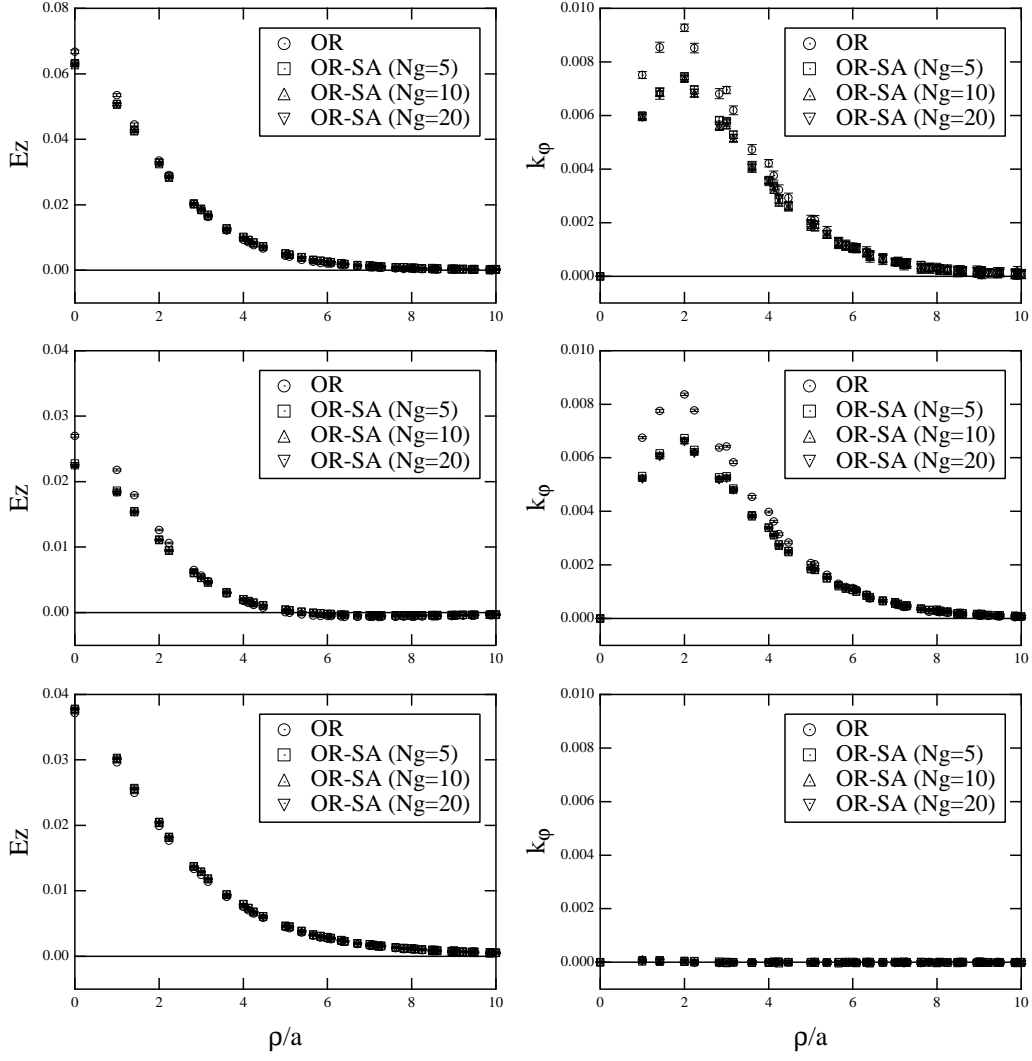 0.08
0.06
0.04
0.02
0.00
Ez
0
2
4
6
8
10
OR
OR-SA (Ng=5)
OR-SA (Ng=10)
OR-SA (Ng=20)
0.010
0.008
0.006
0.004
0.002
0.000
kφ
0
2
4
6
8
10
OR
OR-SA (Ng=5)
OR-SA (Ng=10)
OR-SA (Ng=20)
0.04
0.03
0.02
0.01
0.00
Ez
0
2
4
6
8
10
OR
OR-SA (Ng=5)
OR-SA (Ng=10)
OR-SA (Ng=20)
0.010
0.008
0.006
0.004
0.002
0.000
kφ
0
2
4
6
8
10
OR
OR-SA (Ng=5)
OR-SA (Ng=10)
OR-SA (Ng=20)
0.04
0.03
0.02
0.01
0.00
Ez
0
2
4
6
8
10
ρ/a
OR
OR-SA (Ng=5)
OR-SA (Ng=10)
OR-SA (Ng=20)
0.010
0.008
0.006
0.004
0.002
0.000
kφ
0
2
4
6
8
10
ρ/a
OR
OR-SA (Ng=5)
OR-SA (Ng=10)
OR-SA (Ng=20)